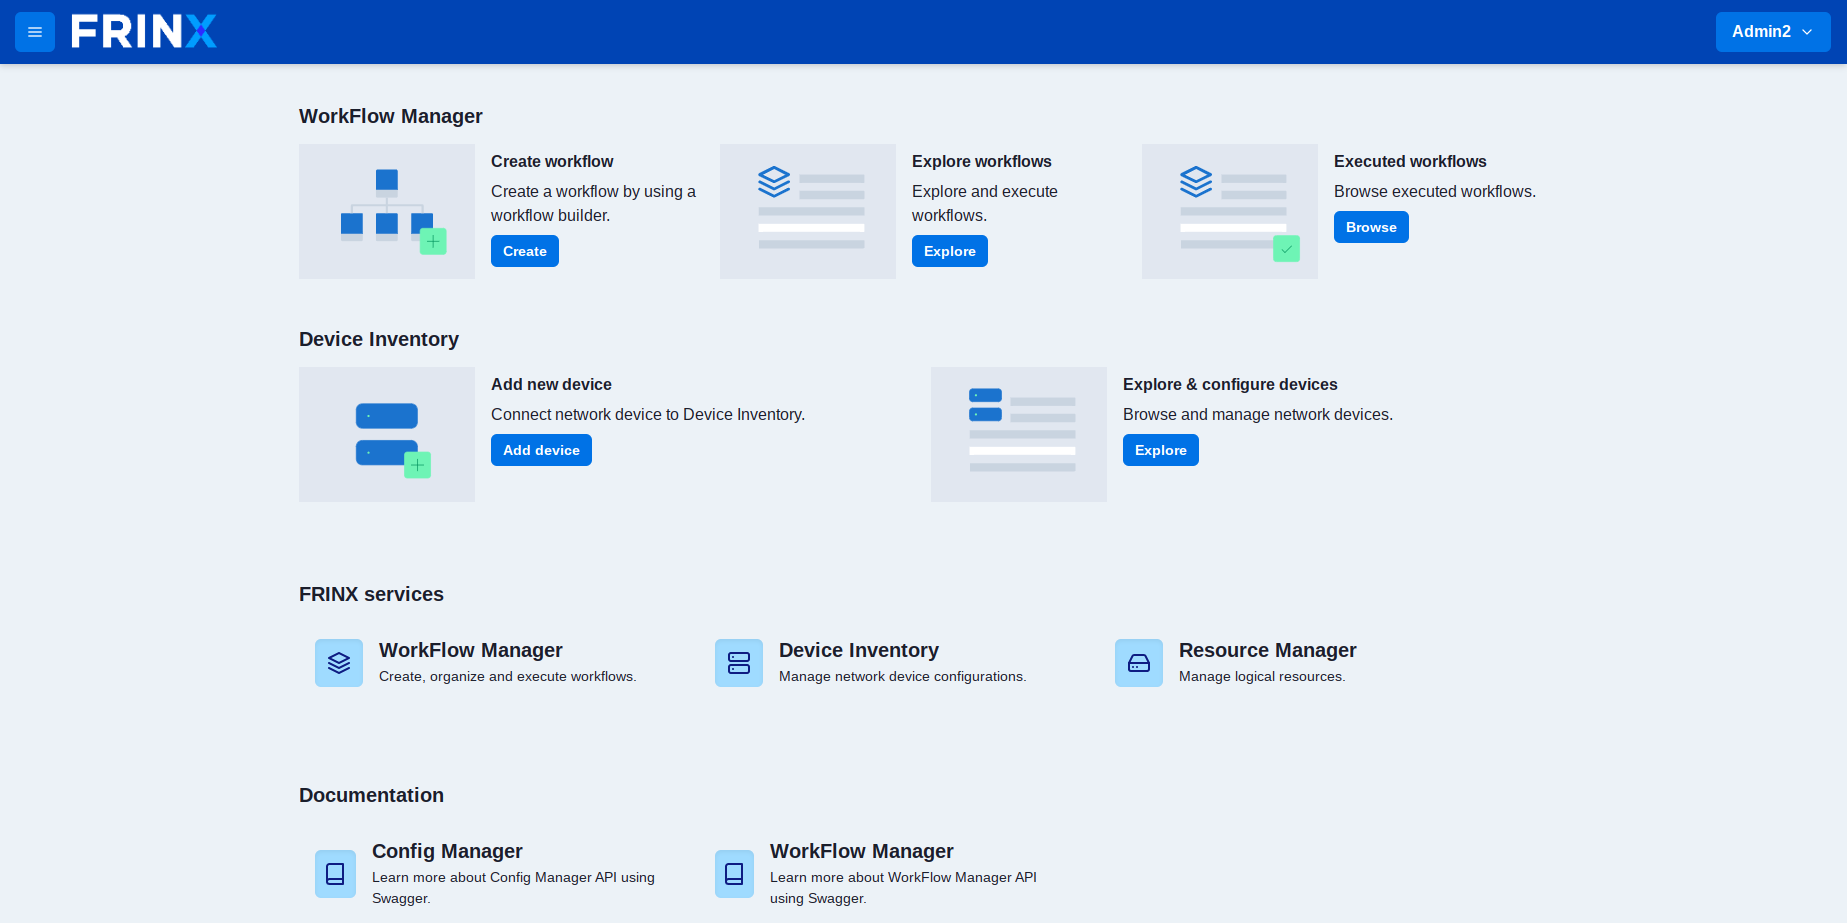 FRINX
Admin2
WorkFlow Manager
Create workflow
Create a workflow by using a
workflow builder.
Create
Explore workflows
Explore and execute
workflows.
Explore
Executed workflows
Browse executed workflows.
Browse
Device Inventory
Add new device
Connect network device to Device Inventory.
Add device
Explore & configure devices
Browse and manage network devices.
Explore
FRINX services
WorkFlow Manager
Create, organize and execute workflows.
Device Inventory
Manage network device configurations.
Resource Manager
Manage logical resources.
Documentation
Config Manager
Learn more about Config Manager API using
Swagger.
WorkFlow Manager
Learn more about WorkFlow Manager API
using Swagger.